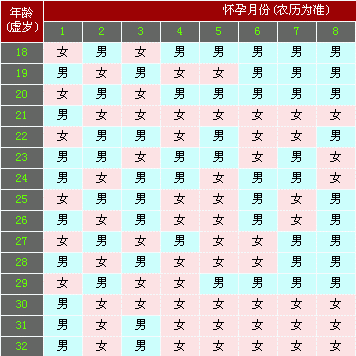 年龄
(虚岁)
怀孕月份(农历为准)
1 2 3 4 5 6 7 8
18 女 男 女 男 男 男 男 男
19 男 女 男 女 女 男 男 男
20 女 男 女 男 男 男 男 男
21 男 女 女 女 女 女 女 女
22 女 男 男 女 男 女 女 男
23 男 男 女 男 男 女 男 女
24 男 女 男 男 女 男 男 女
25 女 男 男 女 女 男 女 男
26 男 女 男 女 女 男 女 男
27 女 男 女 男 女 女 男 男
28 男 女 男 女 女 女 男 男
29 女 男 女 女 男 男 男 男
30 男 女 女 女 女 女 女 女
31 男 女 男 女 女 女 女 女
32 男 女 男 女 女 女 女 女